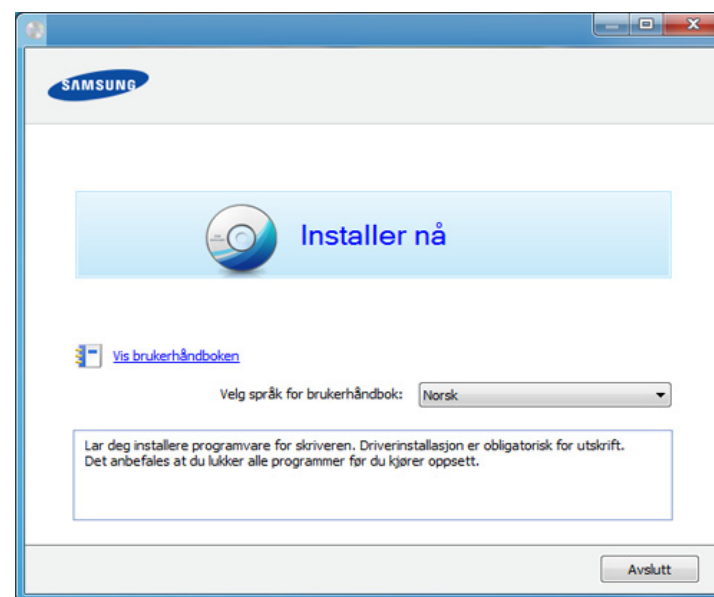 SAMSUNG
Installer nå
Vis brukerhåndboken
Velg språk for brukerhåndbok: Norsk
Lar deg installere programvare for skriveren. Driverinstallasjon er obligatorisk for utskrift.
Det anbefales at du lukker alle programmer før du kjører oppsett.
Avslutt